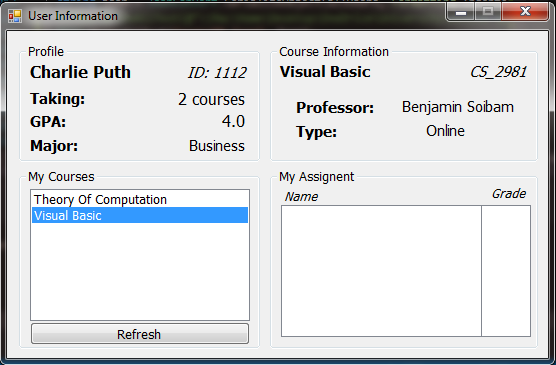 User Information
Profile
Charlie Puth ID: 1112
Taking: 2 courses
GPA: 4.0
Major: Business
Course Information
Visual Basic CS_2981
Professor: Benjamin Soibam
Type: Online
My Courses
Theory Of Computation
Visual Basic
Refresh
My Assignent
Name Grade